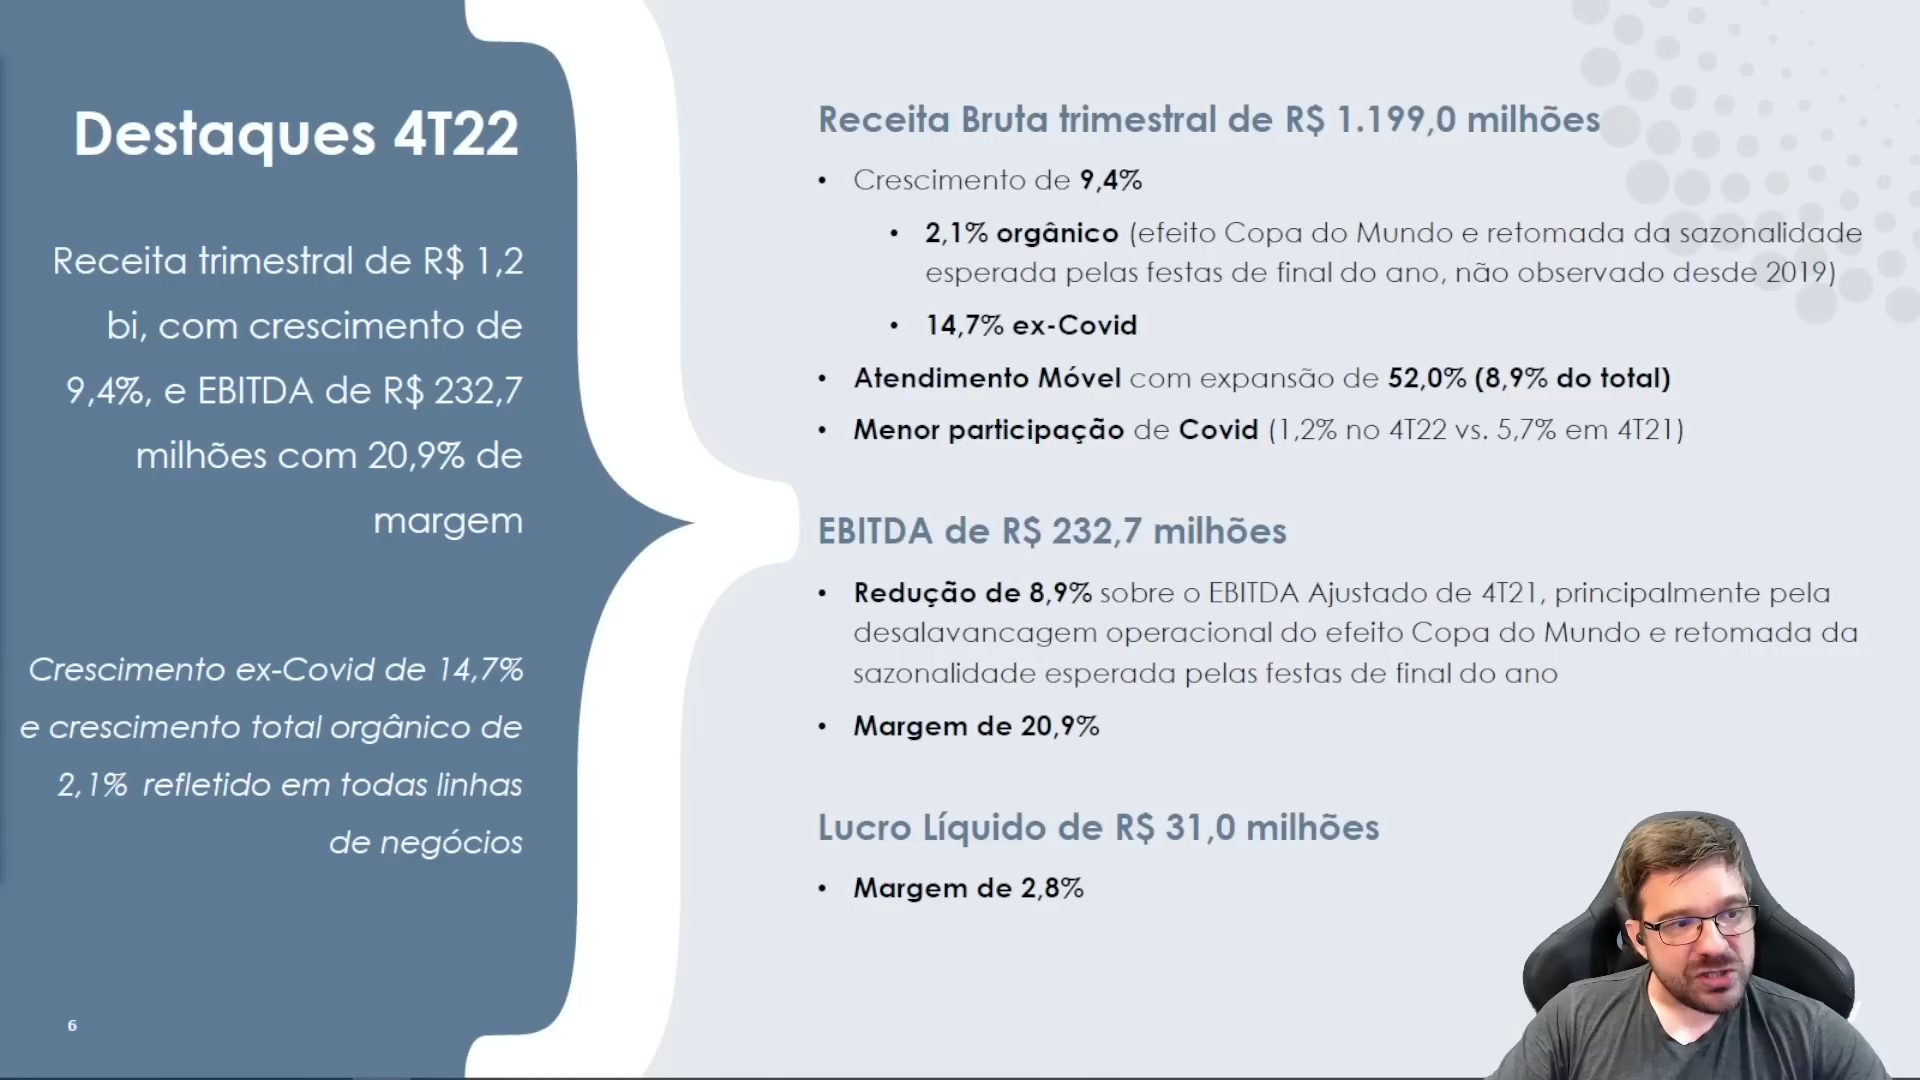 Destaques 4T22
Receita trimestral de R$ 1,2
bi, com crescimento de
9,4%, e EBITDA de R$ 232,7
milhões com 20,9% de
margem
Crescimento ex-Covid de 14,7%
e crescimento total orgânico de
2,1% refletido em todas linhas
de negócios
6
Receita Bruta trimestral de R$ 1.199,0 milhões
• Crescimento de 9,4%
• 2,1% orgânico (efeito Copa do Mundo e retomada da sazonalidade
esperada pelas festas de final do ano, não observado desde 2019)
• 14,7% ex-Covid
• Atendimento Móvel com expansão de 52,0% (8,9% do total)
• Menor participação de Covid (1,2% no 4T22 vs. 5,7% em 4T21)
EBITDA de R$ 232,7 milhões
• Redução de 8,9% sobre o EBITDA Ajustado de 4T21, principalmente pela
desalavancagem operacional do efeito Copa do Mundo e retomada da
sazonalidade esperada pelas festas de final do ano
• Margem de 20,9%
Lucro Líquido de R$ 31,0 milhões
• Margem de 2,8%